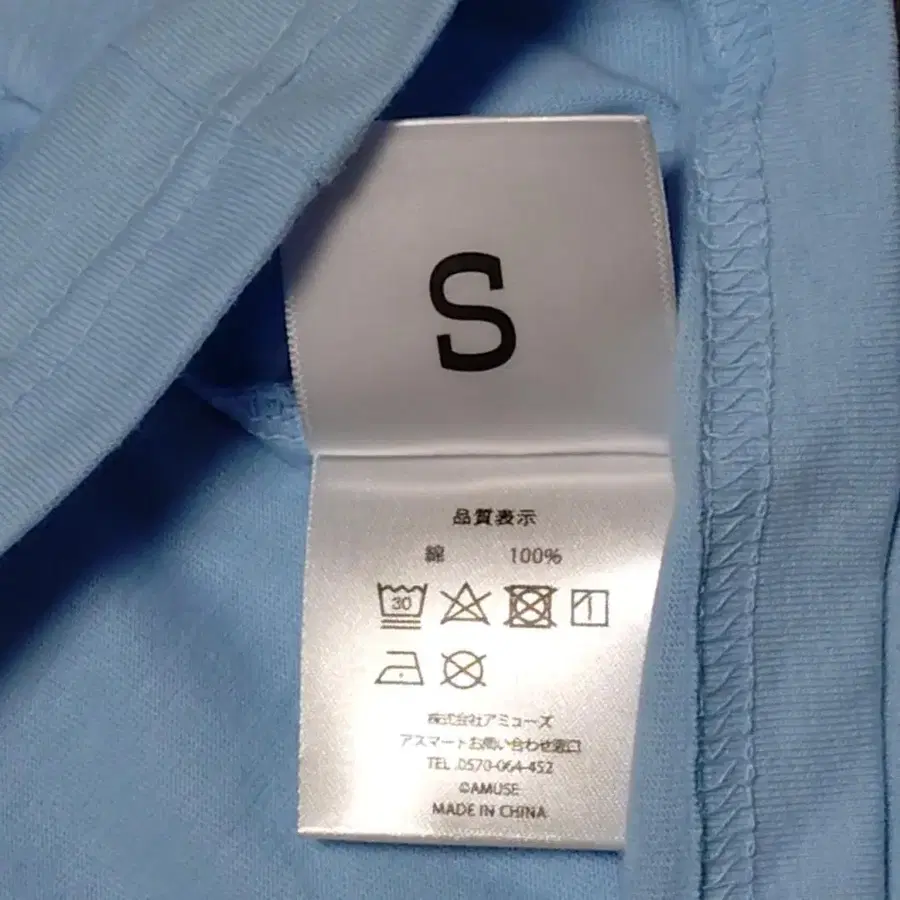 S
品質表示
綿 100%
30
株式会社アミューズ
アスマートお問い合わせ窓口
TEL.0570-064-452
©AMUSE
MADE IN CHINA